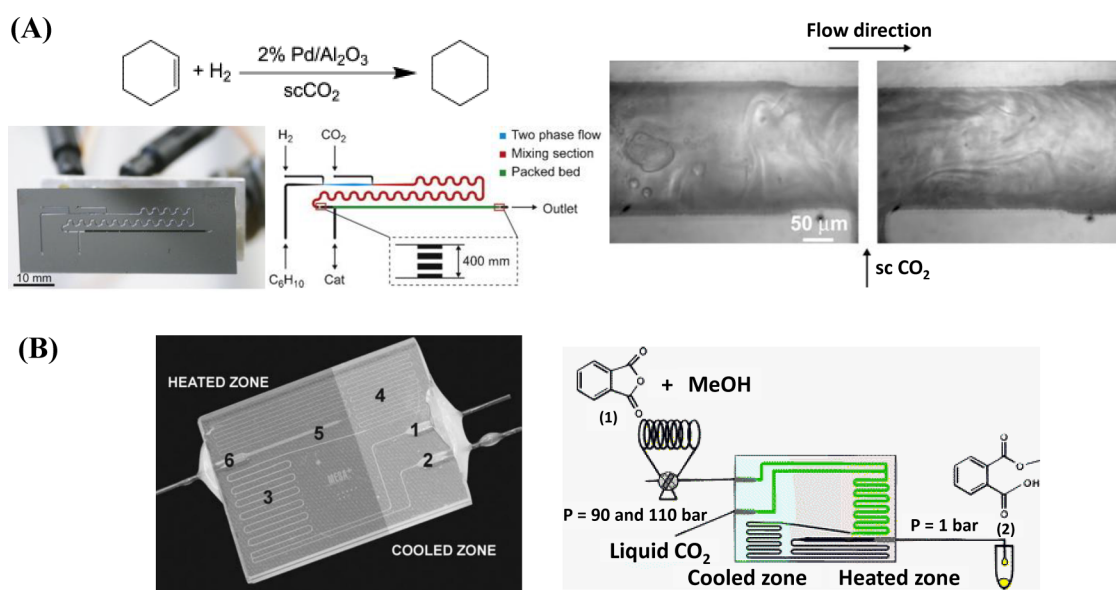 (A)
+ H2
2% Pd/Al2O3
scCO2
10 mm
H2
CO2
Two phase flow
Mixing section
Packed bed
Outlet
400 mm
C6H10
Cat
Flow direction
50 μm
sc CO2
(B)
HEATED ZONE
4
5
1
2
6
3
COOLED ZONE
O
O
O
(1)
+ MeOH
P = 90 and 110 bar
Liquid CO2
Cooled zone
Heated zone
P = 1 bar
O
O
OH
O
(2)